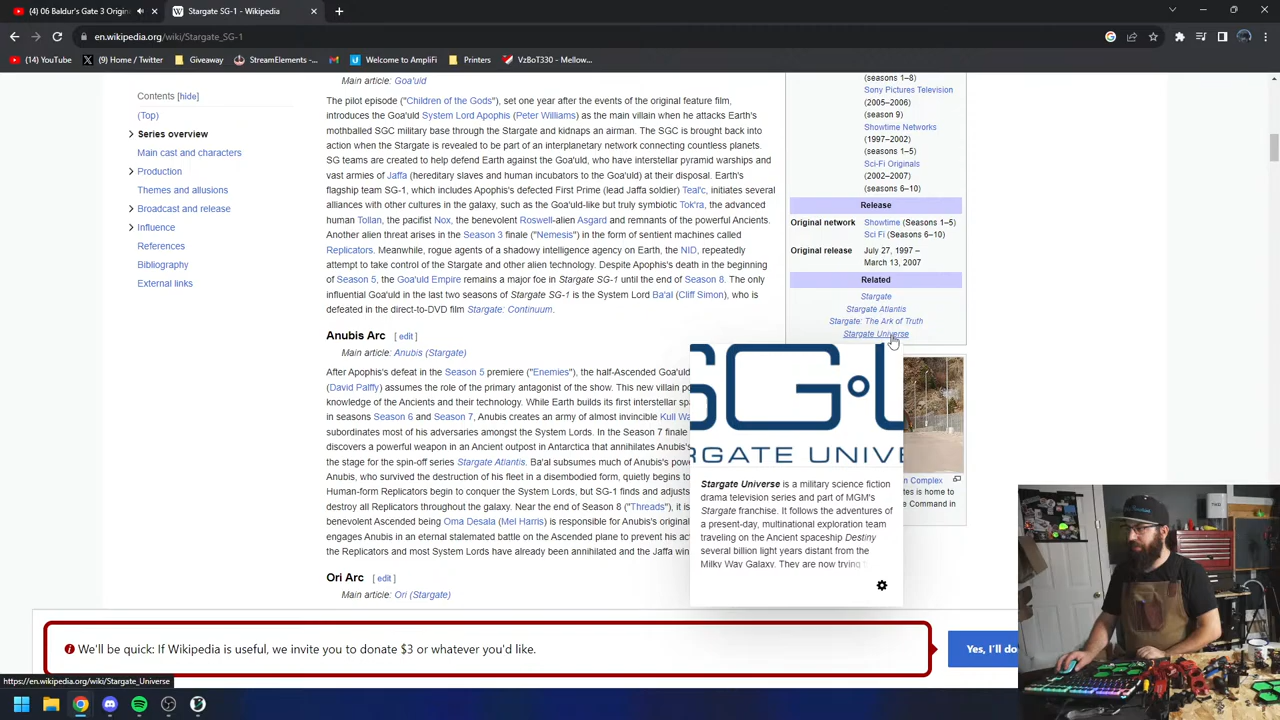 (4) 06 Baldur's Gate 3 Origin
Stargate SG-1 - Wikipedia
en.wikipedia.org/wiki/Stargate_SG-1
(14) YouTube
(9) Home / Twitter
Giveaway
StreamElements -...
Welcome to AmpliFi
Printers
VzBoT330 - Mellow...
Contents [hide]
(Top)
Series overview
Main cast and characters
Production
Themes and allusions
Broadcast and release
Influence
References
Bibliography
External links
Main article: Goa'uld
The pilot episode ("Children of the Gods"), set one year after the events of the original feature film,
introduces the Goa'uld System Lord Apophis (Peter Williams) as the main villain when he attacks Earth's
mothballed SGC military base through the Stargate and kidnaps an airman. The SGC is brought back into
action when the Stargate is revealed to be part of an interplanetary network connecting countless planets.
SG teams are created to help defend Earth against the Goa'uld, who have interstellar pyramid warships and
vast armies of Jaffa (hereditary slaves and human incubators to the Goa'uld) at their disposal. Earth's
flagship team SG-1, which includes Apophis's defected First Prime (lead Jaffa soldier) Teal'c, initiates several
alliances with other cultures in the galaxy, such as the Goa'uld-like but truly symbiotic Tok'ra, the advanced
human Tollan, the pacifist Nox, the benevolent Roswell-alien Asgard and remnants of the powerful Ancients.
Another alien threat arises in the Season 3 finale ("Nemesis") in the form of sentient machines called
Replicators. Meanwhile, rogue agents of a shadowy intelligence agency on Earth, the NID, repeatedly
attempt to take control of the Stargate and other alien technology. Despite Apophis's death in the beginning
of Season 5, the Goa'uld Empire remains a major foe in Stargate SG-1 until the end of Season 8. The only
influential Goa'uld in the last two seasons of Stargate SG-1 is the System Lord Ba'al (Cliff Simon), who is
defeated in the direct-to-DVD film Stargate: Continuum.
Anubis Arc [ edit ]
Main article: Anubis (Stargate)
After Apophis's defeat in the Season 5 premiere ("Enemies"), the half-Ascended Goa'uld
(David Palffy) assumes the role of the primary antagonist of the show. This new villain po
knowledge of the Ancients and their technology. While Earth builds its first interstellar spa
in seasons 6 and Season 7, Anubis creates an army of almost invincible Kull Wa
subordinates most of his adversaries amongst the System Lords. In the Season 7 finale
discovers a powerful weapon in an Ancient outpost in Antarctica that annihilates Anubis's
the stage for the spin-off series Stargate Atlantis. Ba'al subsumes much of Anubis's powe
Anubis, who survived the destruction of his fleet in a disembodied form, quietly begins to
Human-form Replicators begin to conquer the System Lords, but SG-1 finds and adjusts
destroy all Replicators throughout the galaxy. Near the end of Season 8 ("Threads"), it is
benevolent Ascended being Oma Desala (Mel Harris) is responsible for Anubis's original
engages Anubis in an eternal stalemated battle on the Ascended plane to prevent his ac
the Replicators and most System Lords have already been annihilated and the Jaffa win
Ori Arc [ edit ]
Main article: Ori (Stargate)
(seasons 1–8)
Sony Pictures Television
(2005–2006)
(season 9)
Showtime Networks
(1997–2002)
(seasons 1–5)
Sci-Fi Originals
(2002–2007)
(seasons 6–10)
Release
Original network Showtime (Seasons 1–5)
Sci Fi (Seasons 6–10)
Original release July 27, 1997 –
March 13, 2007
Related
Stargate
Stargate Atlantis
Stargate: The Ark of Truth
Stargate Universe
SG•U
RGATE UNIVE
Stargate Universe is a military science fiction
drama television series and part of MGM's
Stargate franchise. It follows the adventures of
a present-day, multinational exploration team
traveling on the Ancient spaceship Destiny
several billion light years distant from the
Milky Way Galaxy. They are now trying
n Complex
tes is home to
e Command in
We'll be quick: If Wikipedia is useful, we invite you to donate $3 or whatever you'd like.
Yes, I'll do
https://en.wikipedia.org/wiki/Stargate_Universe